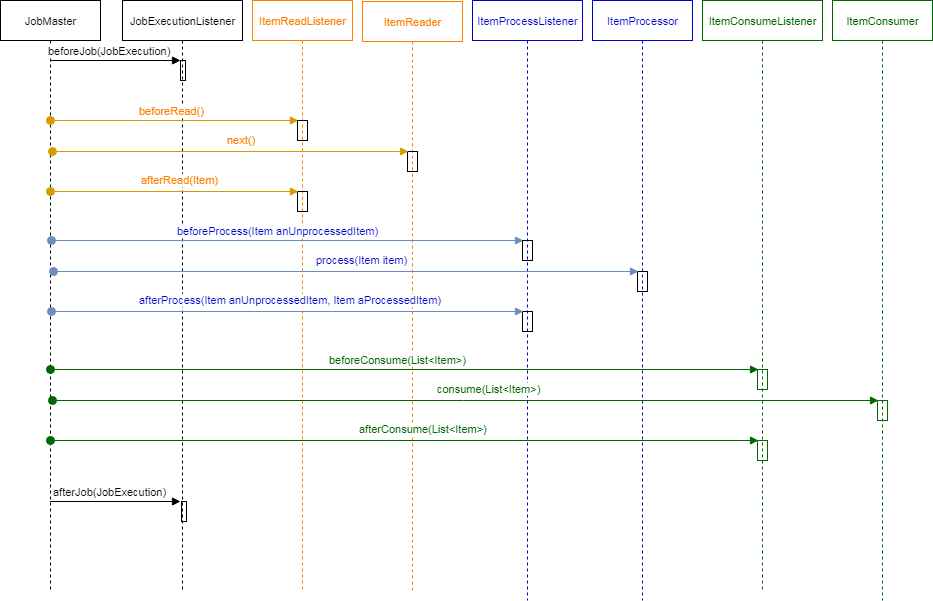 JobMaster
JobExecutionListener
ItemReadListener
ItemReader
ItemProcessListener
ItemProcessor
ItemConsumeListener
ItemConsumer
beforeJob(JobExecution)
beforeRead()
next()
afterRead(Item)
beforeProcess(Item anUnprocessedItem)
process(Item item)
afterProcess(Item anUnprocessedItem, Item aProcessedItem)
beforeConsume(List<Item>)
consume(List<Item>)
afterConsume(List<Item>)
afterJob(JobExecution)